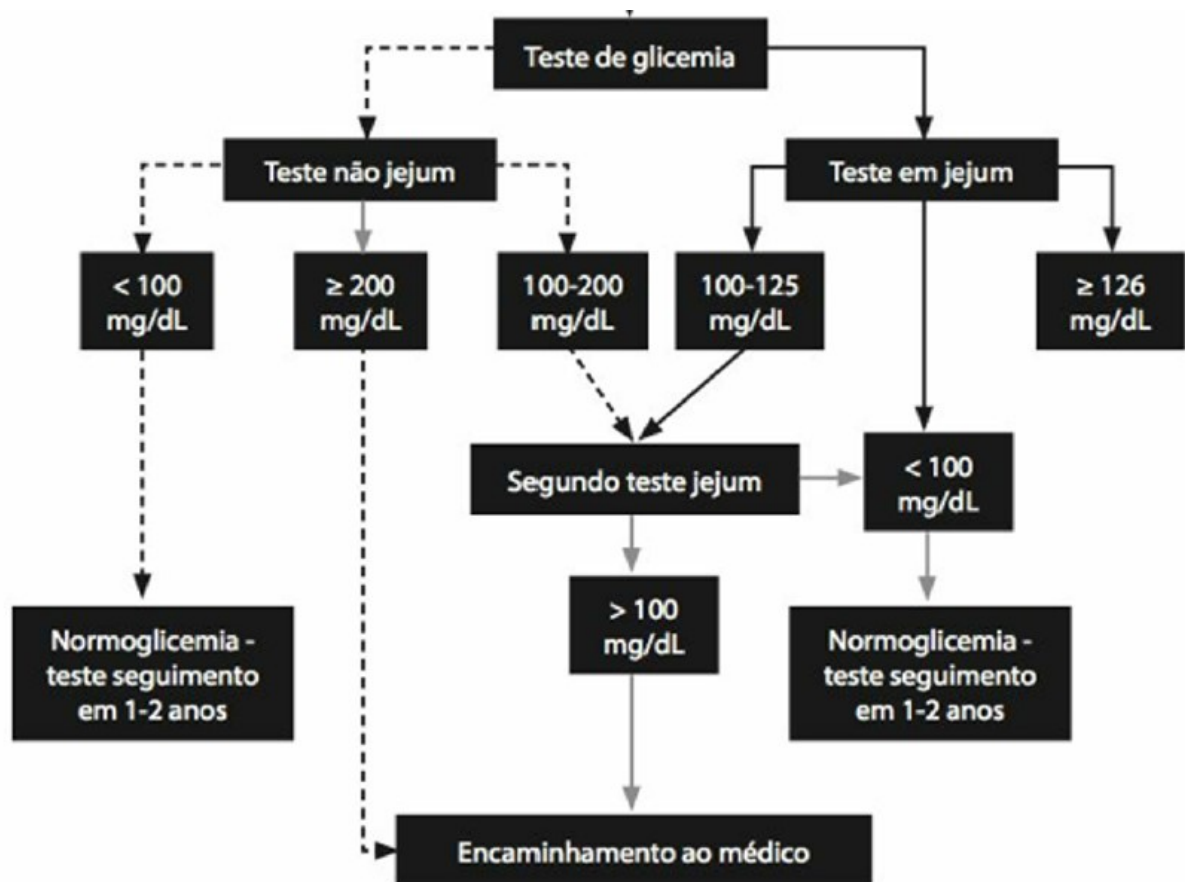 Teste de glicemia
Teste não jejum
Teste em jejum
< 100
mg/dL
≥ 200
mg/dL
100-200
mg/dL
100-125
mg/dL
≥ 126
mg/dL
Segundo teste jejum
< 100
mg/dL
> 100
mg/dL
Normoglicemia -
teste seguimento
em 1-2 anos
Normoglicemia -
teste seguimento
em 1-2 anos
Encaminhamento ao médico